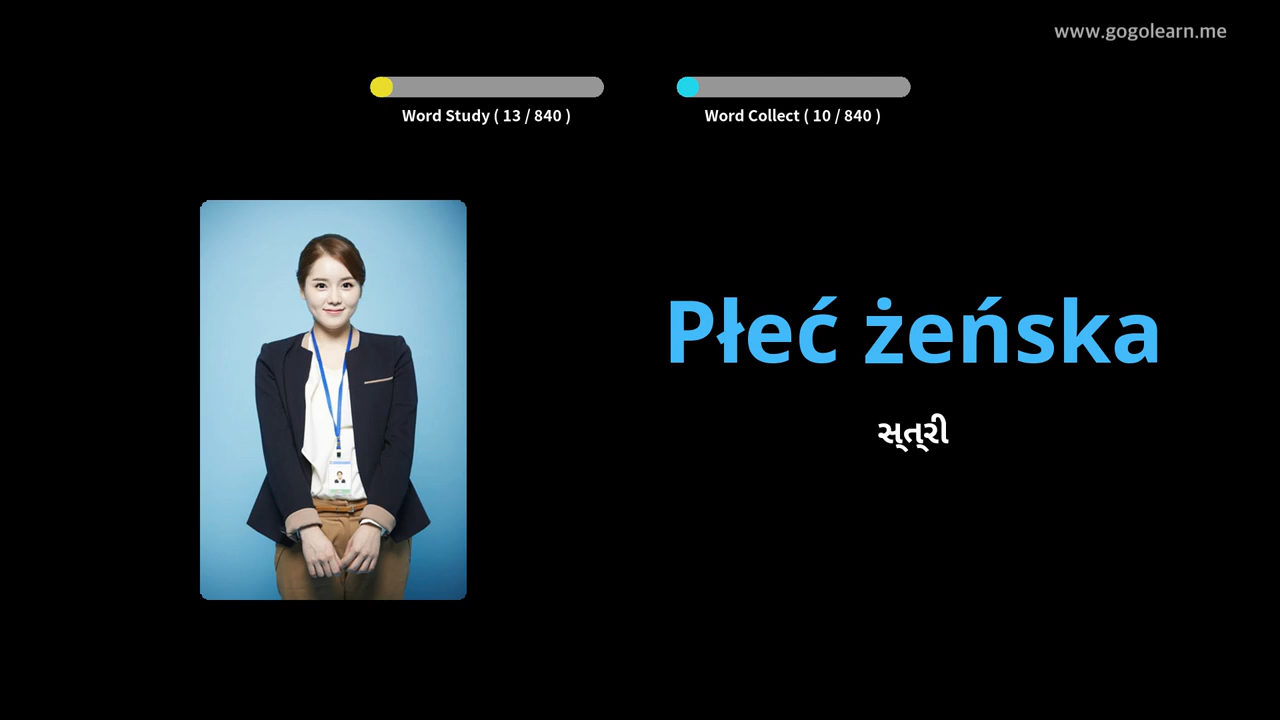 www.gogolearn.me
Word Study ( 13 / 840 )
Word Collect ( 10 / 840 )
Płeć żeńska
સ્ત્રી